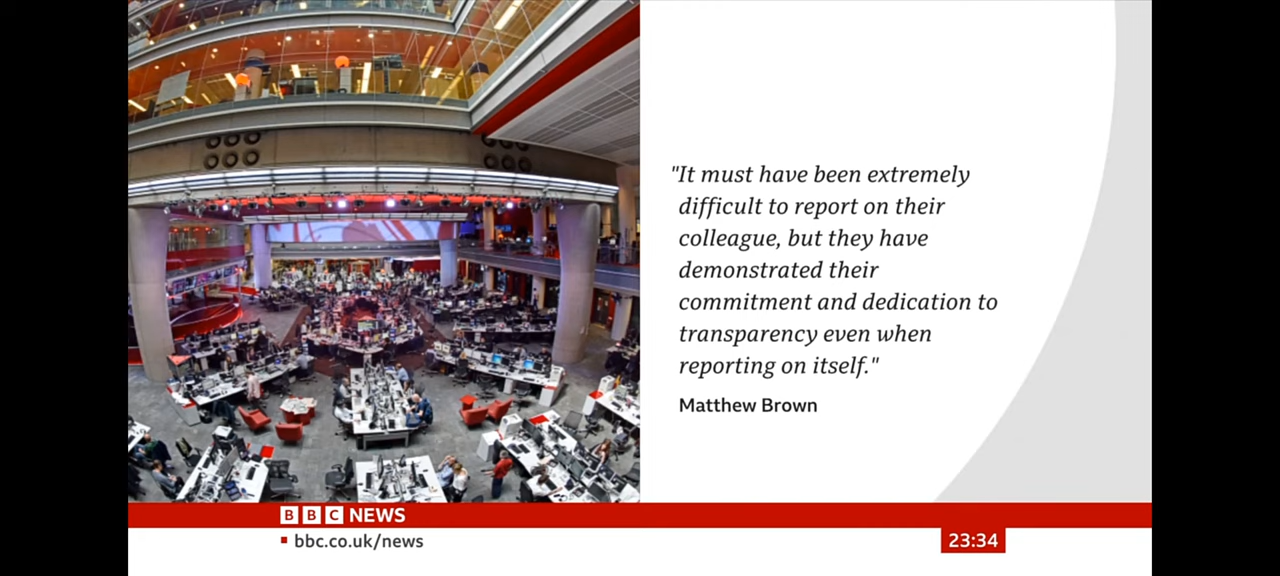 "It must have been extremely
difficult to report on their
colleague, but they have
demonstrated their
commitment and dedication to
transparency even when
reporting on itself."
Matthew Brown
BBC NEWS
bbc.co.uk/news
23:34